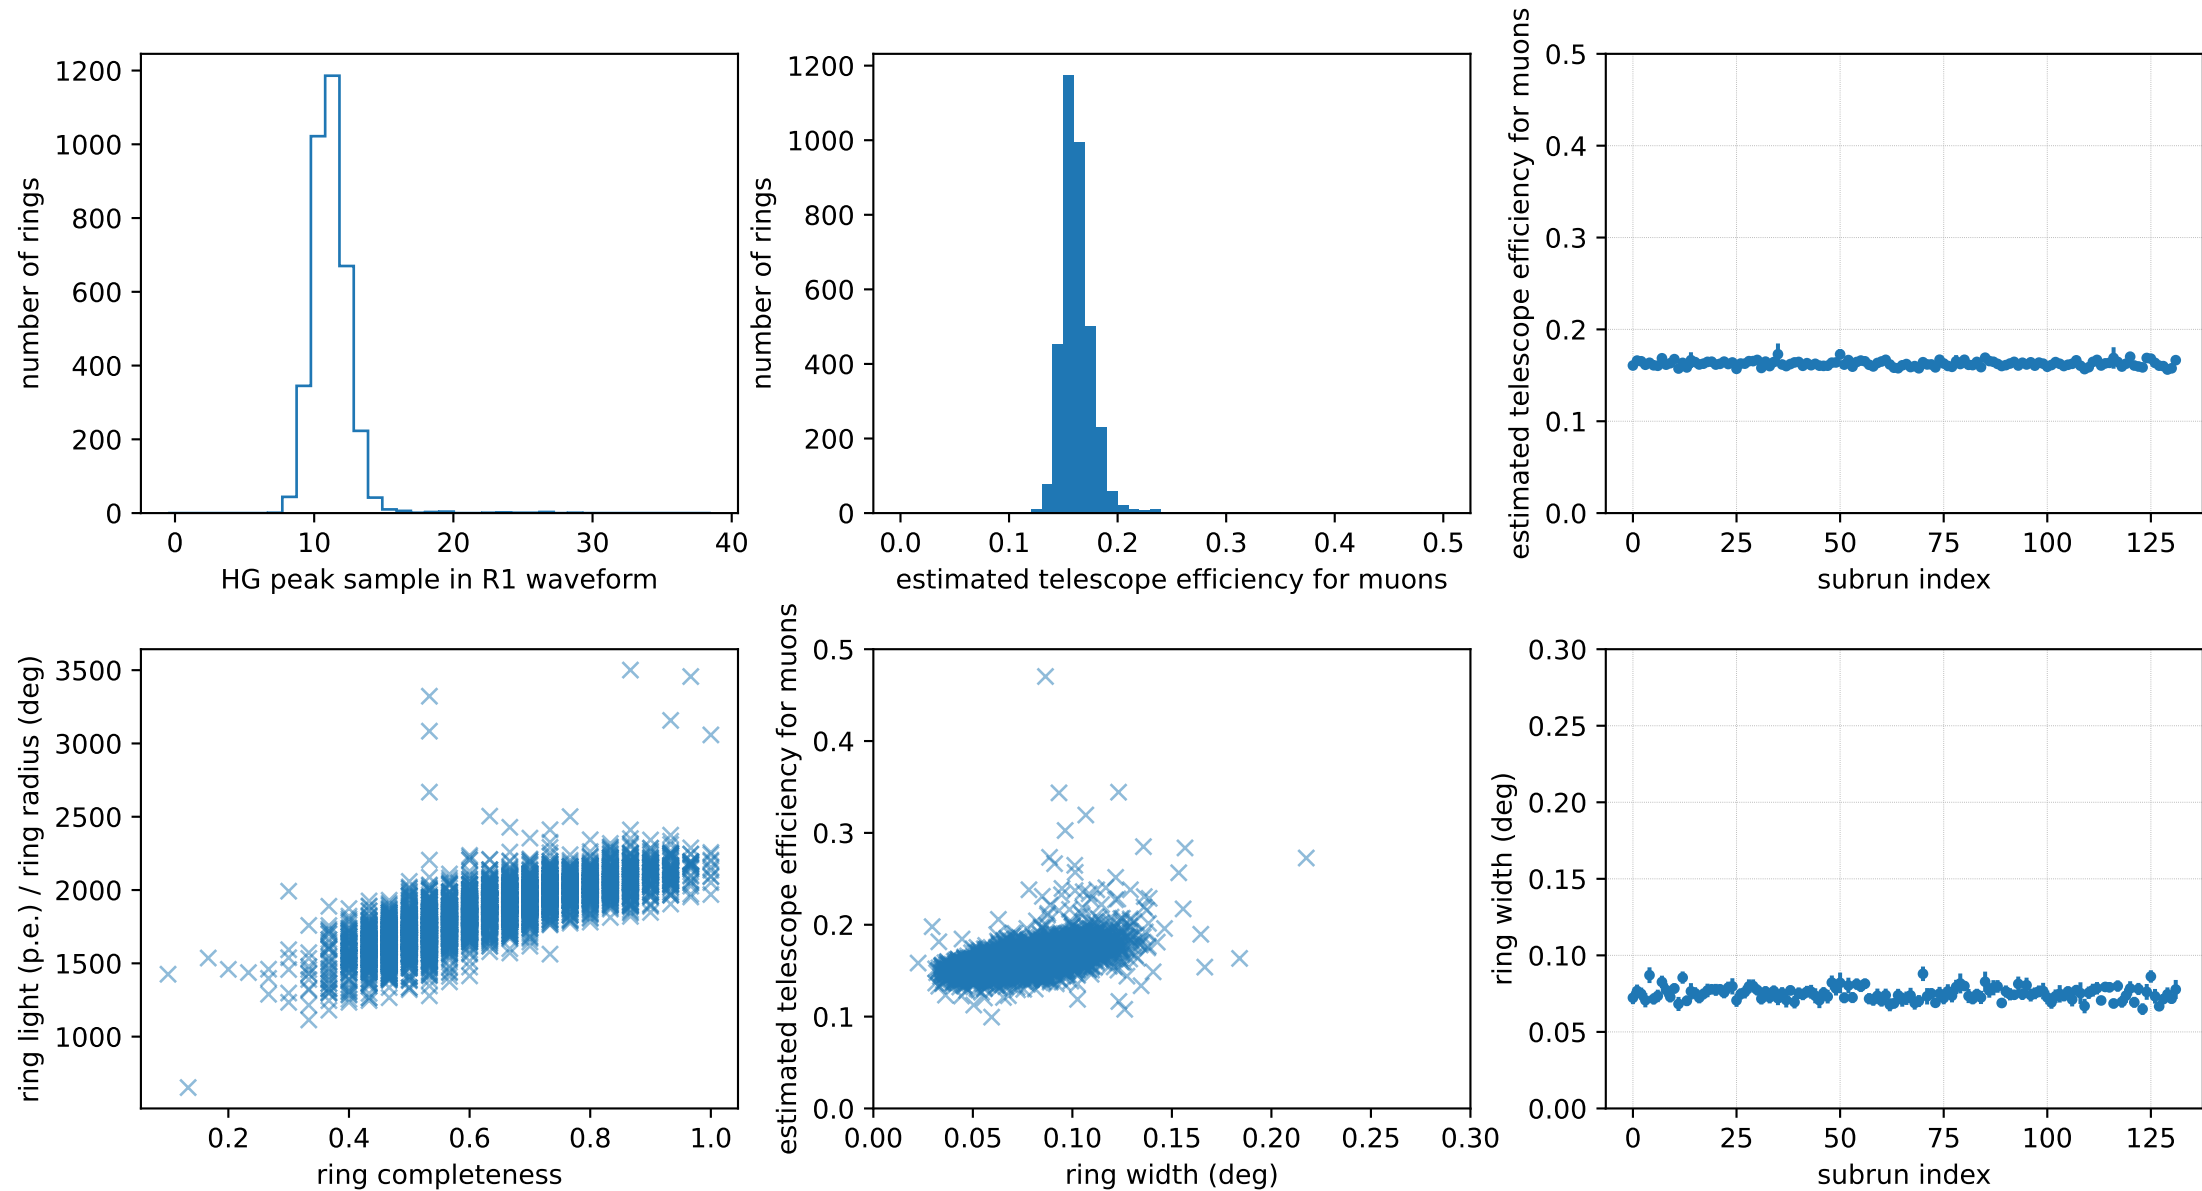 number of rings
1200
1000
800
600
400
200
0
0 10 20 30 40
HG peak sample in R1 waveform
number of rings
1200
1000
800
600
400
200
0
0.0 0.1 0.2 0.3 0.4 0.5
estimated telescope efficiency for muons
estimated telescope efficiency for muons
0.5
0.4
0.3
0.2
0.1
0.0
0 25 50 75 100 125
subrun index
ring light (p.e.) / ring radius (deg)
3500
3000
2500
2000
1500
1000
0.2 0.4 0.6 0.8 1.0
ring completeness
estimated telescope efficiency for muons
0.5
0.4
0.3
0.2
0.1
0.0
0.00 0.05 0.10 0.15 0.20 0.25 0.30
ring width (deg)
ring width (deg)
0.30
0.25
0.20
0.15
0.10
0.05
0.00
0 25 50 75 100 125
subrun index